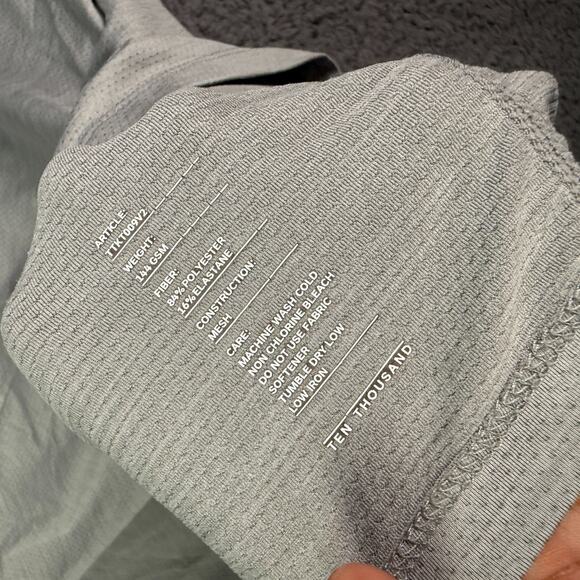 ARTICLE:
TTKT009V2
WEIGHT:
144 GSM
FIBER:
84% POLYESTER
16% ELASTANE
CONSTRUCTION:
MESH
CARE:
MACHINE WASH COLD
NON CHLORINE BLEACH
DO NOT USE FABRIC
SOFTENER
TUMBLE DRY LOW
LOW IRON
TEN THOUSAND